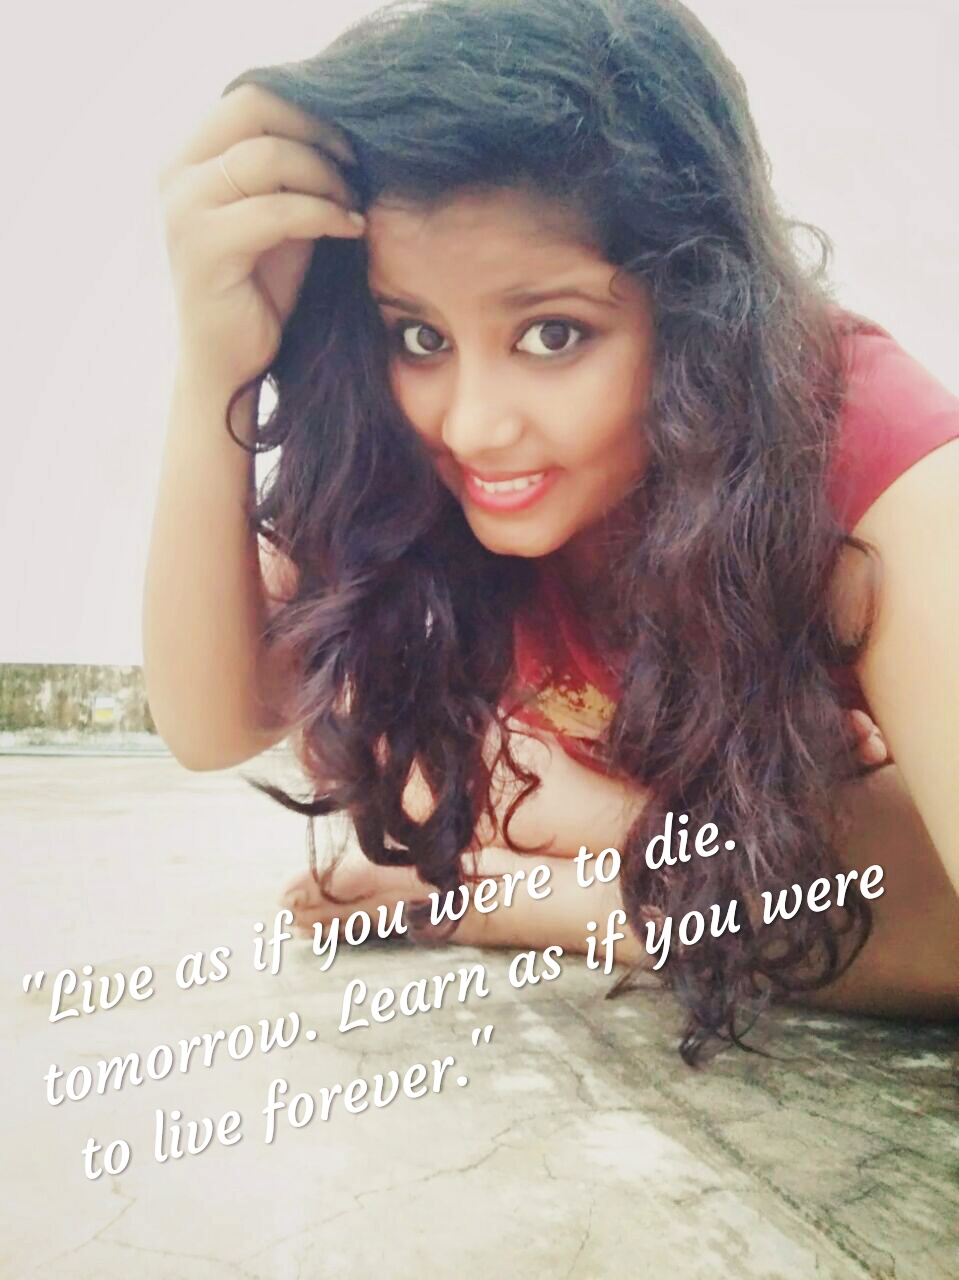 "Live as if you were to die.
tomorrow. Learn as if you were
to live forever."